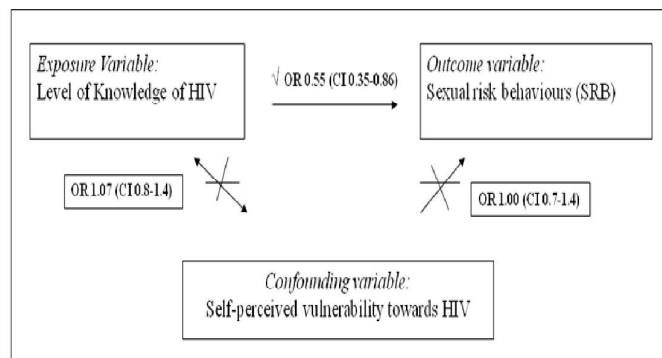 Exposure Variable:
Level of Knowledge of HIV
√ OR 0.55 (CI 0.35-0.86)
Outcome variable:
Sexual risk behaviours (SRB)
OR 1.07 (CI 0.8-1.4)
OR 1.00 (CI 0.7-1.4)
Confounding variable:
Self-perceived vulnerability towards HIV